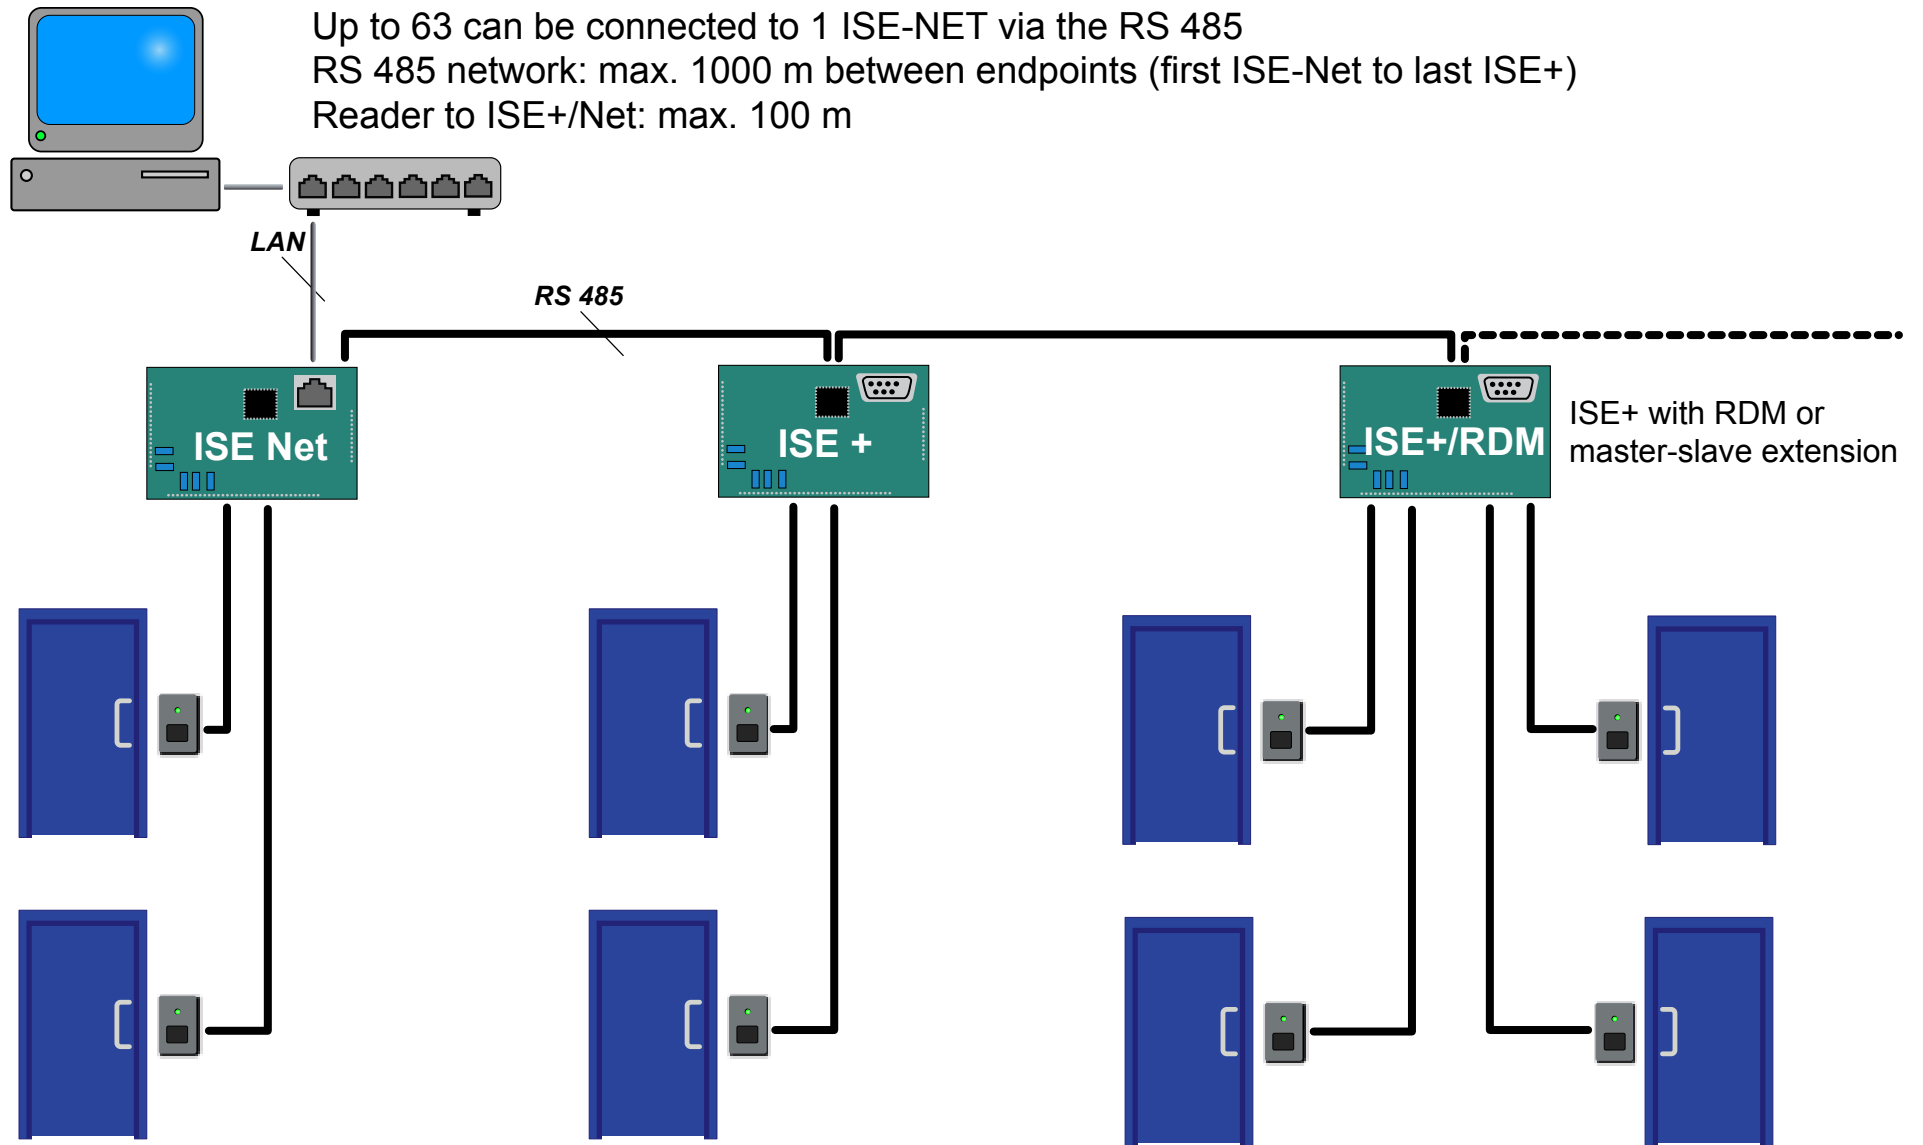 Up to 63 can be connected to 1 ISE-NET via the RS 485
RS 485 network: max. 1000 m between endpoints (first ISE-Net to last ISE+)
Reader to ISE+/Net: max. 100 m
LAN
RS 485
ISE Net
ISE +
ISE+/RDM
ISE+ with RDM or
master-slave extension